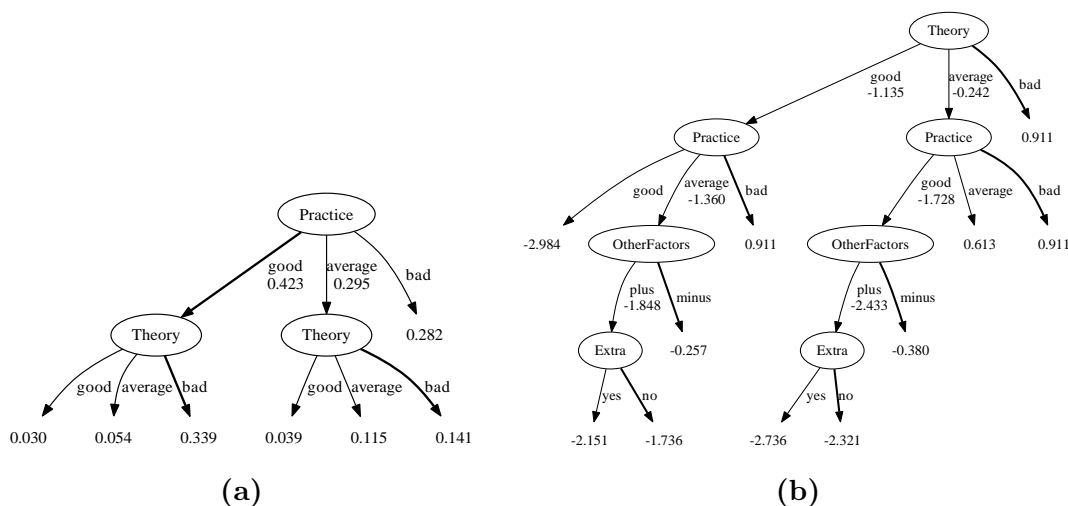 Practice
good
0.423
average
0.295
bad
Theory
Theory
0.282
good
average
bad
good
average
bad
0.030
0.054
0.339
0.039
0.115
0.141
(a)
Theory
good
-1.135
average
-0.242
bad
Practice
Practice
0.911
good
average
-1.360
bad
good
-1.728
average
bad
-2.984
OtherFactors
0.911
OtherFactors
0.613
0.911
plus
-1.848
minus
plus
-2.433
minus
Extra
-0.257
Extra
-0.380
yes
no
yes
no
-2.151
-1.736
-2.736
-2.321
(b)